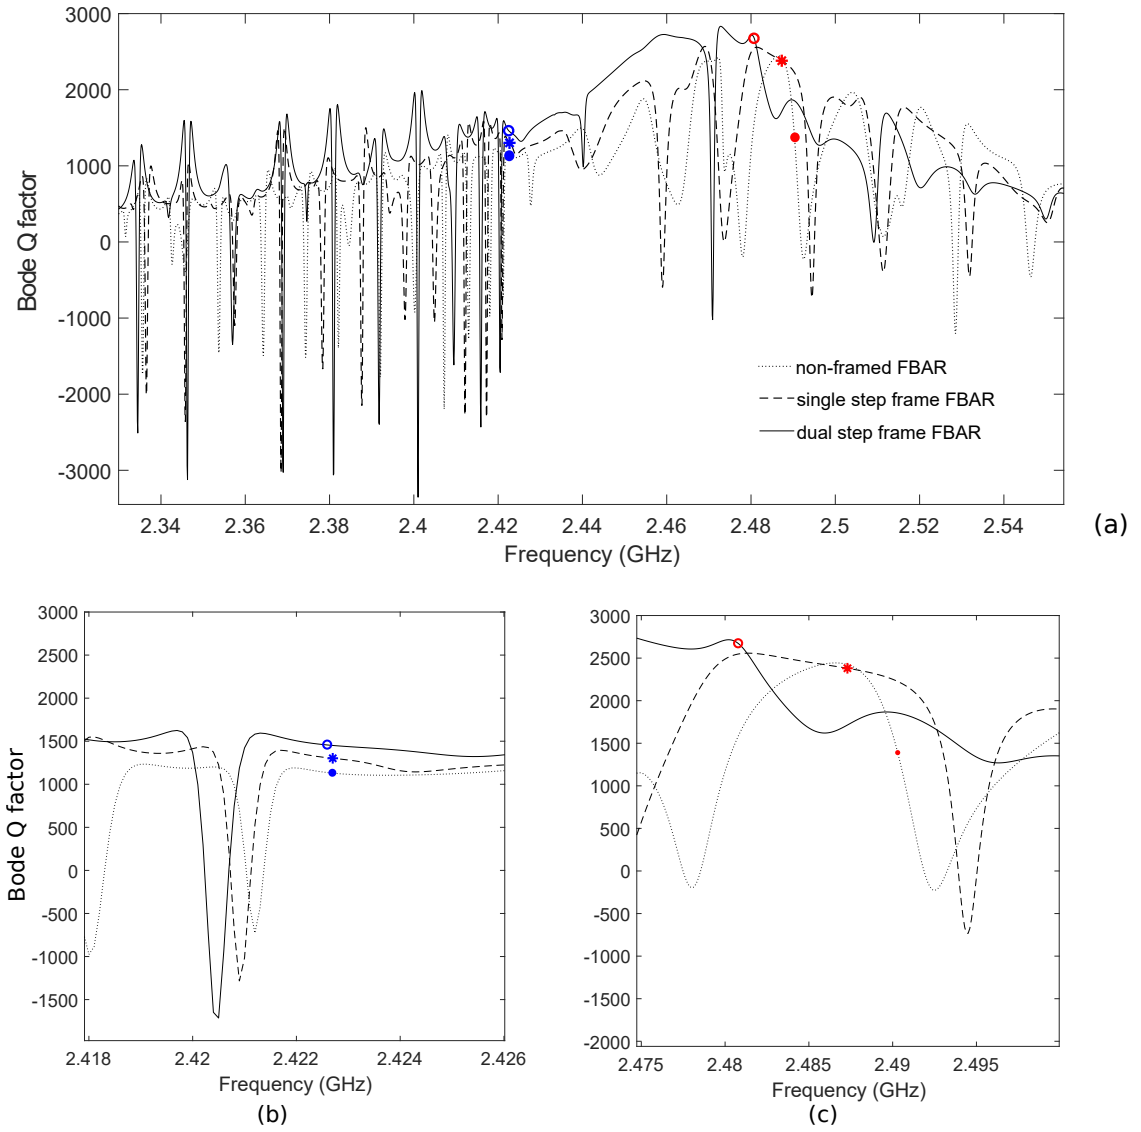 3000
2000
1000
0
-1000
-2000
-3000
Bode Q factor
non-framed FBAR
single step frame FBAR
dual step frame FBAR
2.34 2.36 2.38 2.4 2.42 2.44 2.46 2.48 2.5 2.52 2.54
Frequency (GHz)
(a)
3000
2500
2000
1500
1000
500
0
-500
-1000
-1500
Bode Q factor
2.418 2.42 2.422 2.424 2.426
Frequency (GHz)
(b)
3000
2500
2000
1500
1000
500
0
-500
-1000
-1500
-2000
2.475 2.48 2.485 2.49 2.495
Frequency (GHz)
(c)